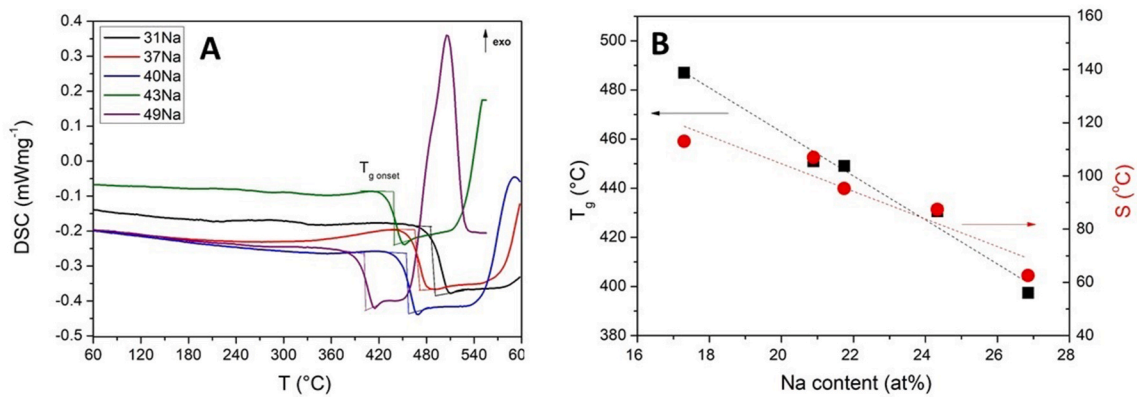 A
exo
31Na
37Na
40Na
43Na
49Na
T g onset
0.4
0.3
0.2
0.1
0.0
-0.1
-0.2
-0.3
-0.4
-0.5
DSC (mWmg-1)
60 120 180 240 300 360 420 480 540 600
T (°C)
B
500
480
460
440
420
400
380
Tg (°C)
160
140
120
100
80
60
40
S (°C)
16 18 20 22 24 26 28
Na content (at%)